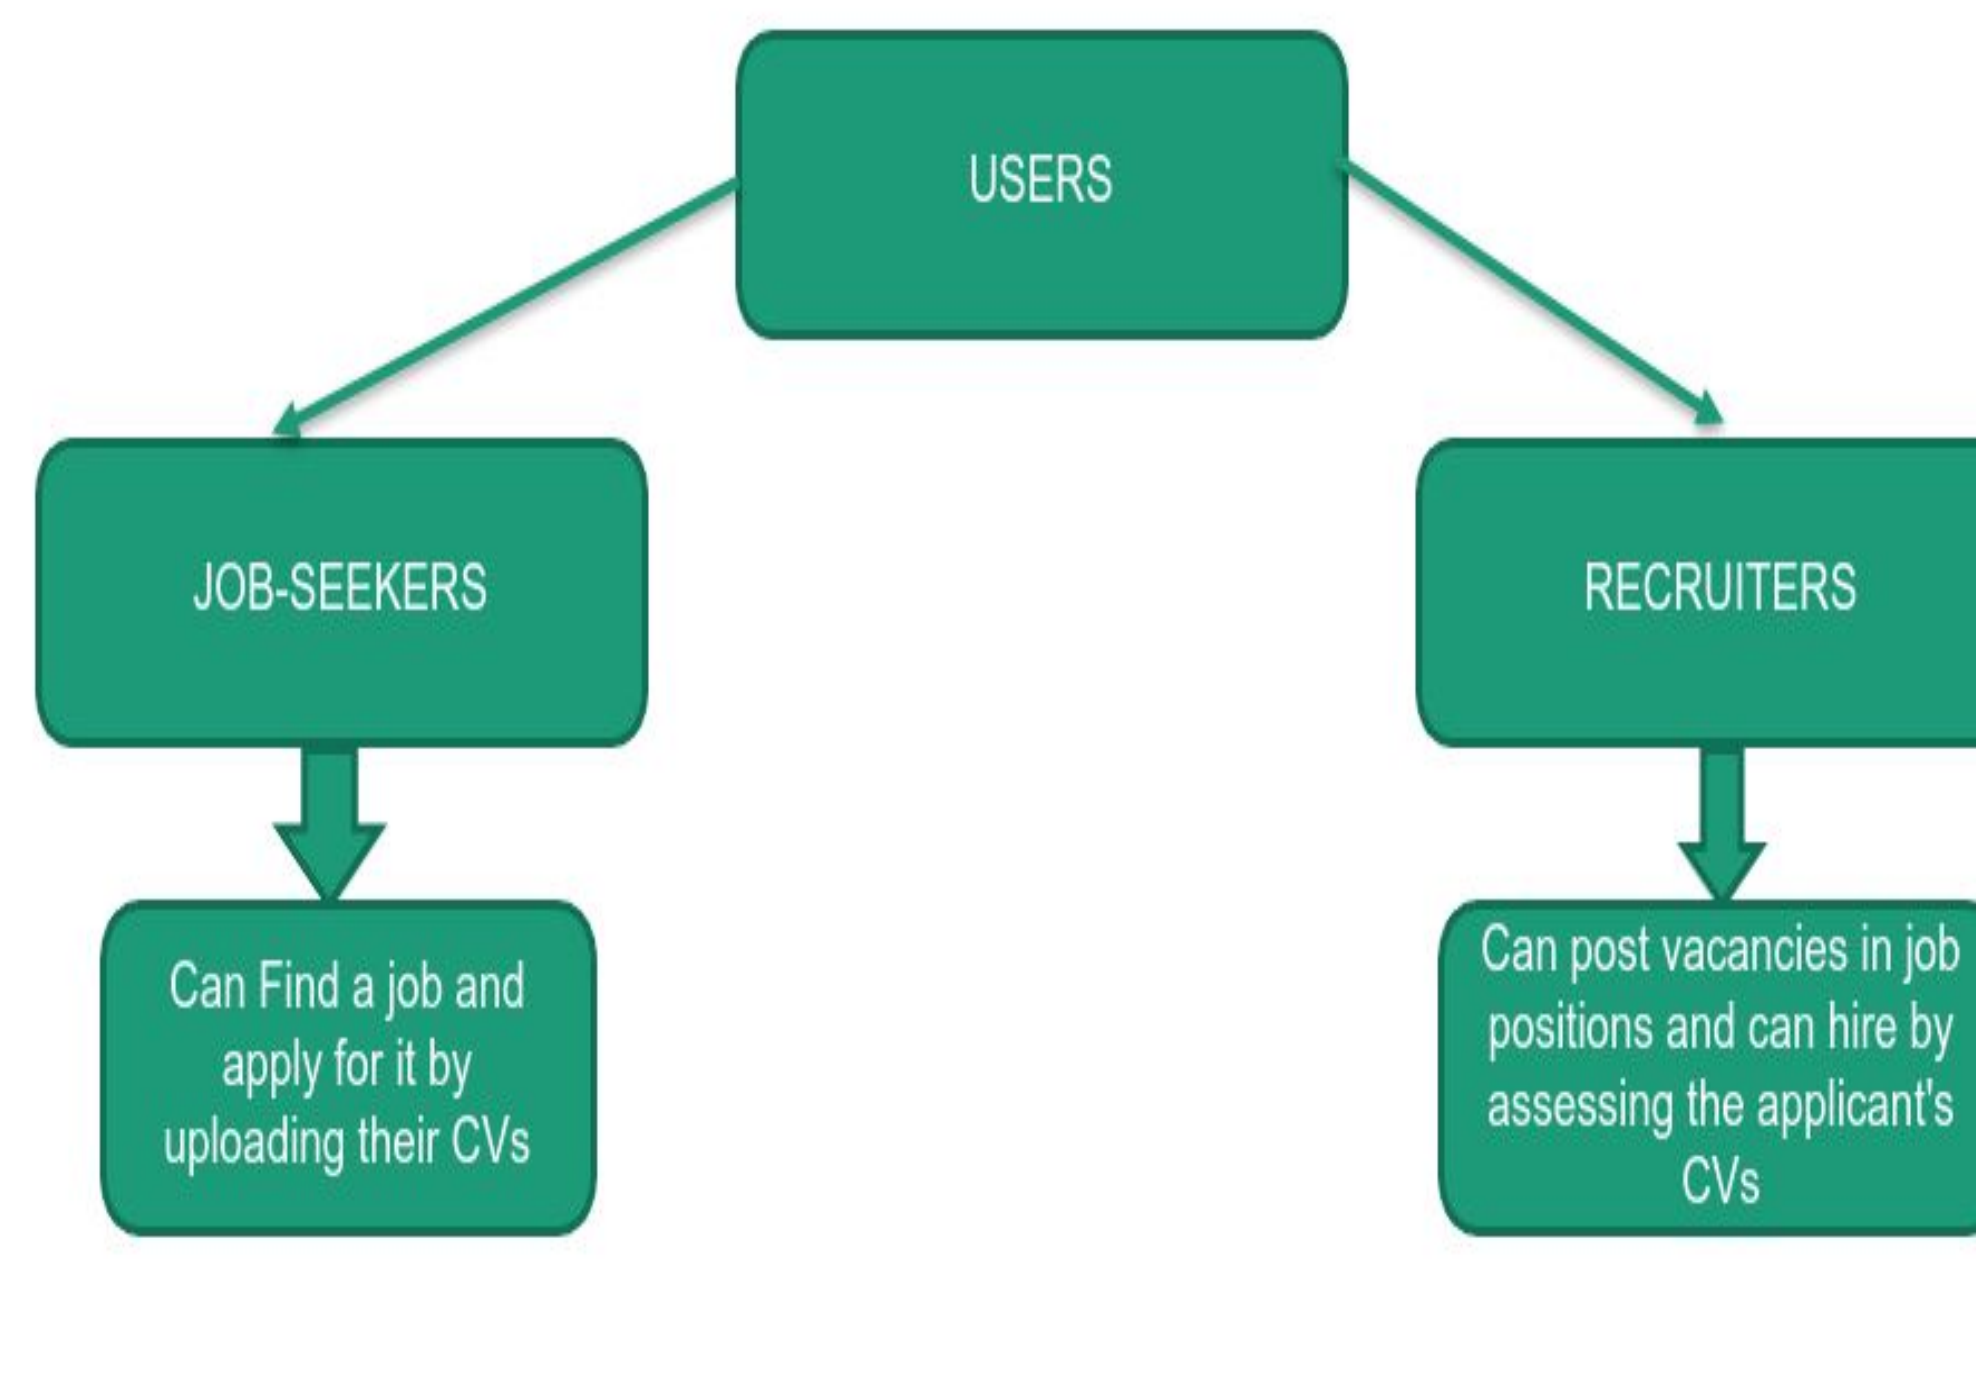 USERS
JOB-SEEKERS
RECRUITERS
Can Find a job and
apply for it by
uploading their CVs
Can post vacancies in job
positions and can hire by
assessing the applicant's
CVs